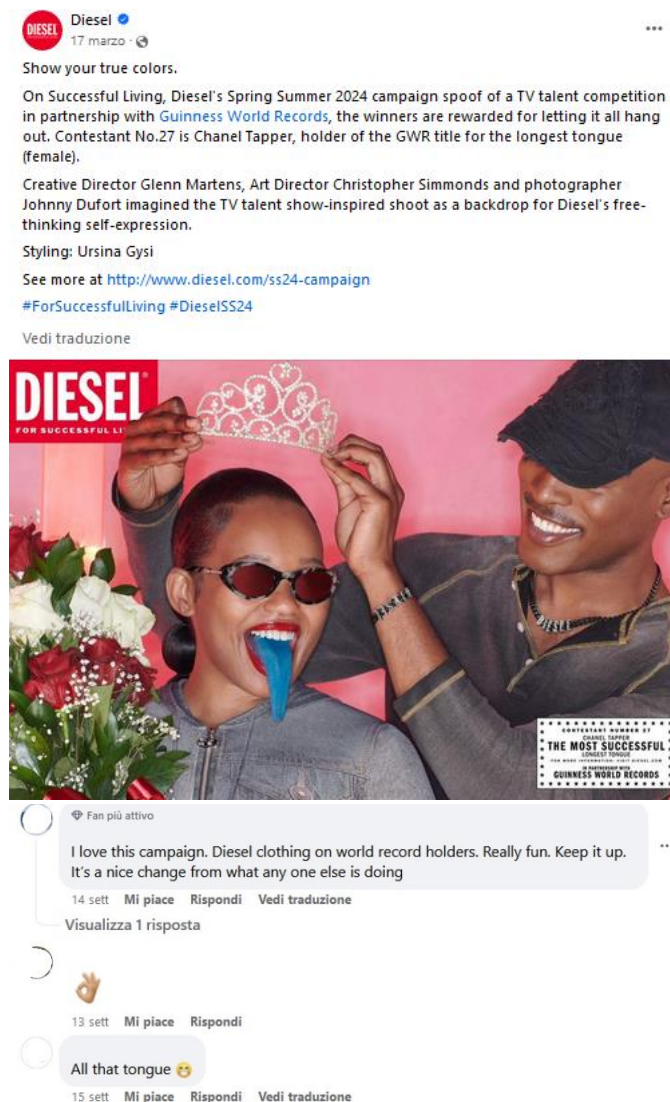 DIESEL
Diesel
17 marzo ·
Show your true colors.
On Successful Living, Diesel's Spring Summer 2024 campaign spoof of a TV talent competition
in partnership with Guinness World Records, the winners are rewarded for letting it all hang
out. Contestant No.27 is Chanel Tapper, holder of the GWR title for the longest tongue
(female).
Creative Director Glenn Martens, Art Director Christopher Simmonds and photographer
Johnny Dufort imagined the TV talent show-inspired shoot as a backdrop for Diesel's free-
thinking self-expression.
Styling: Ursina Gysi
See more at http://www.diesel.com/ss24-campaign
#ForSuccessfulLiving #DieselSS24
Vedi traduzione
DIESEL
FOR SUCCESSFUL LI
CONTESTANT NUMBER 27
CHANEL TAPPER
THE MOST SUCCESSFUL
LONGEST TONGUE
FOR MORE INFORMATION: VISIT DIESEL.COM
IN PARTNERSHIP WITH
GUINNESS WORLD RECORDS
Fan più attivo
I love this campaign. Diesel clothing on world record holders. Really fun. Keep it up.
It's a nice change from what any one else is doing
14 sett Mi piace Rispondi Vedi traduzione
Visualizza 1 risposta
👌🏼
13 sett Mi piace Rispondi
All that tongue 😁
15 sett Mi piace Rispondi Vedi traduzione